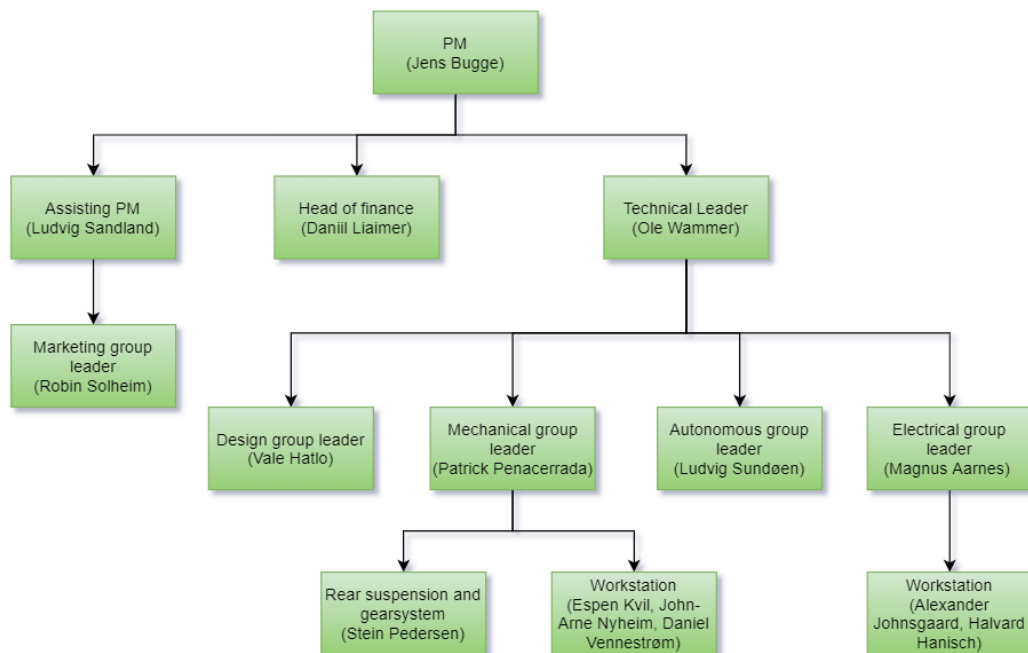 PM
(Jens Bugge)
Assisting PM
(Ludvig Sandland)
Head of finance
(Daniil Liaimer)
Technical Leader
(Ole Wammer)
Marketing group
leader
(Robin Solheim)
Design group leader
(Vale Hatlo)
Mechanical group
leader
(Patrick Penacerrada)
Autonomous group
leader
(Ludvig Sundøen)
Electrical group
leader
(Magnus Aarnes)
Rear suspension and
gearsystem
(Stein Pedersen)
Workstation
(Espen Kvil, John-
Arne Nyheim, Daniel
Vennestrøm)
Workstation
(Alexander
Johnsgaard, Halvard
Hanisch)